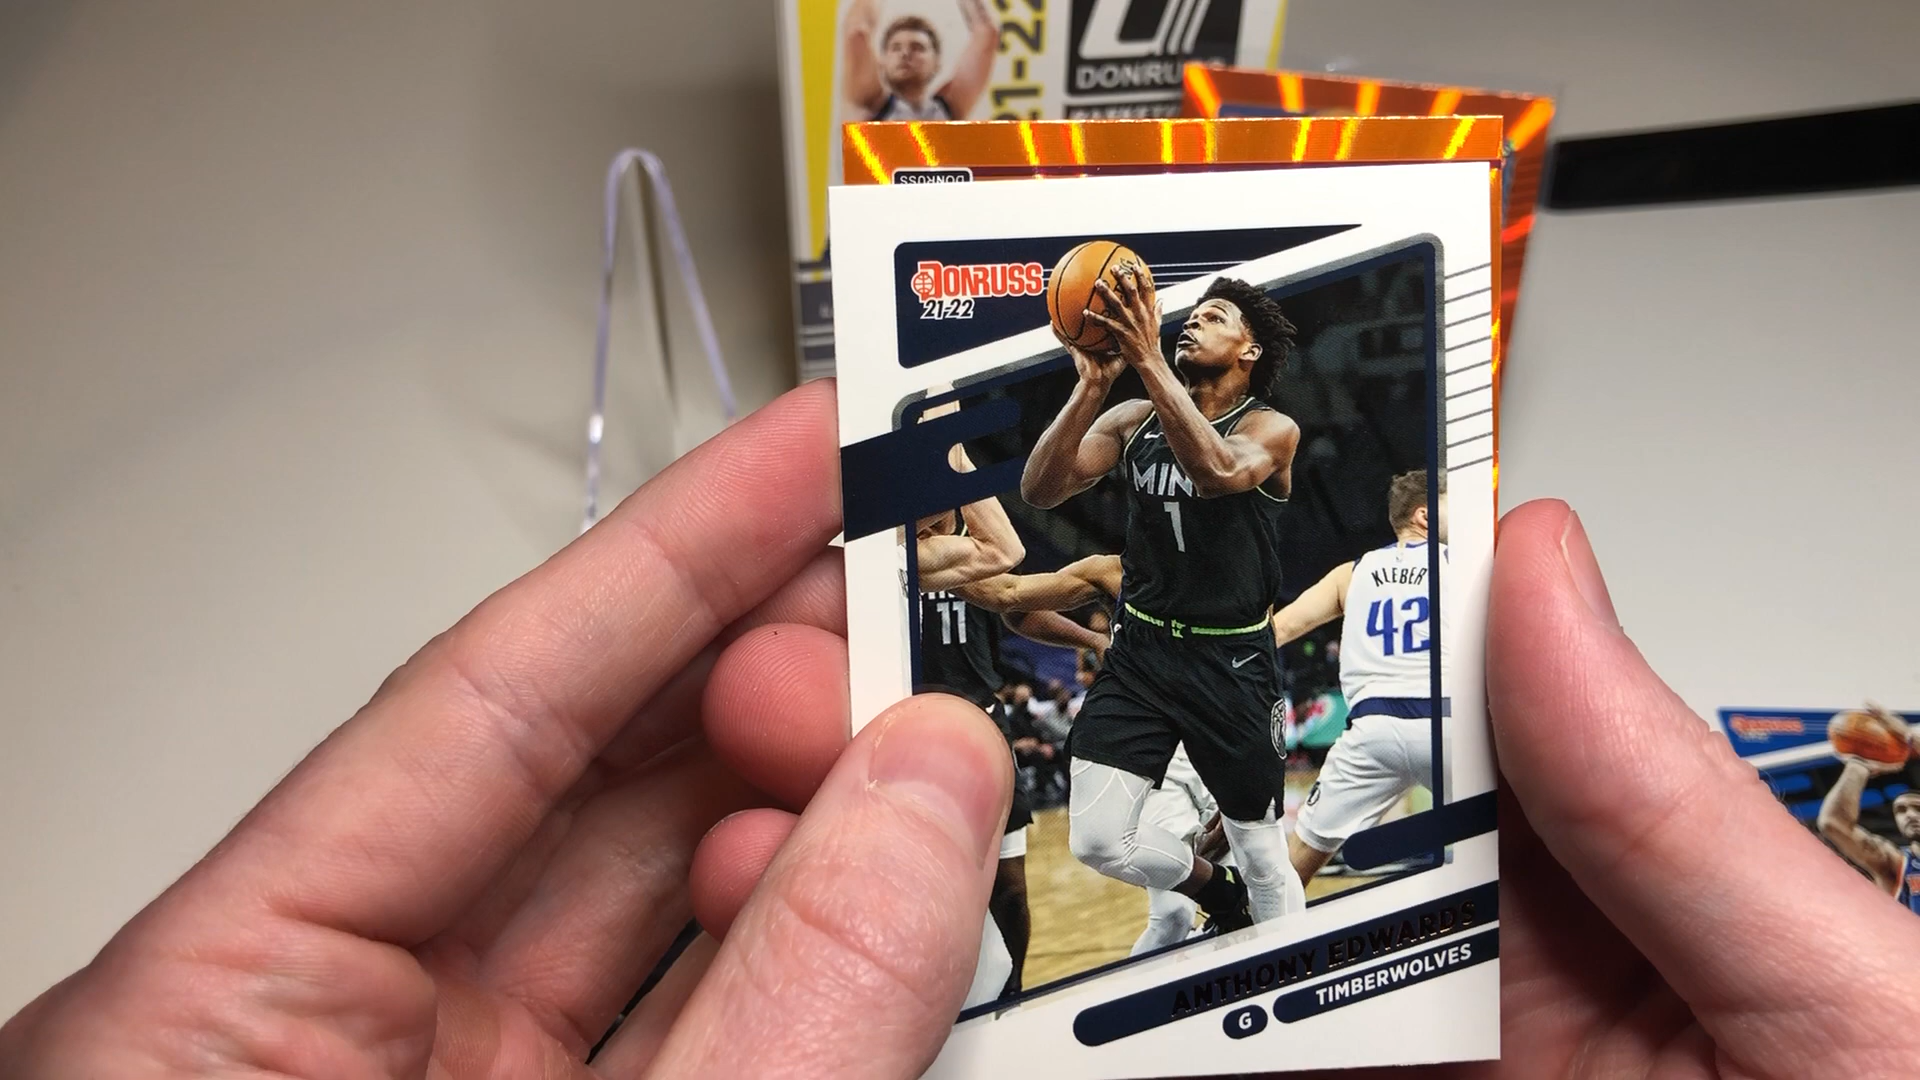 21-22
DONRUSS
DONRUSS
DONRUSS
21-22
MIN
1
11
KLEBER
42
ANTHONY EDWARDS
TIMBERWOLVES
G